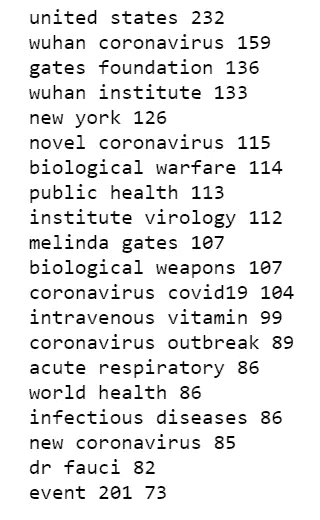 united states 232
wuhan coronavirus 159
gates foundation 136
wuhan institute 133
new york 126
novel coronavirus 115
biological warfare 114
public health 113
institute virology 112
melinda gates 107
biological weapons 107
coronavirus covid19 104
intravenous vitamin 99
coronavirus outbreak 89
acute respiratory 86
world health 86
infectious diseases 86
new coronavirus 85
dr fauci 82
event 201 73